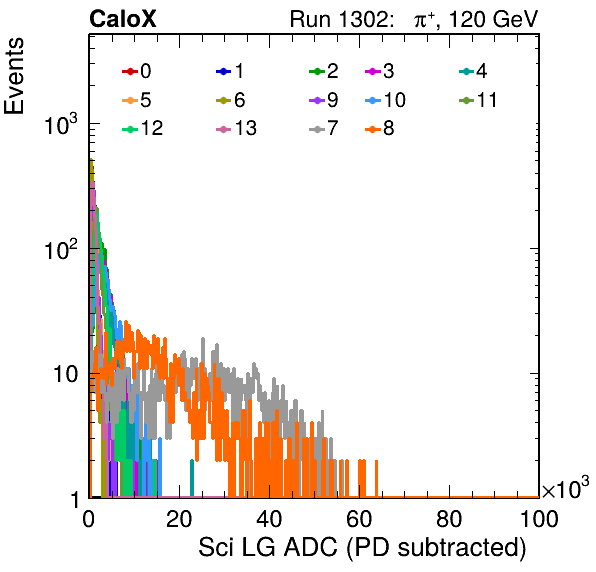 CaloX Run 1302: π⁺, 120 GeV
Events
0 1 2 3 4
5 6 9 10 11
12 13 7 8
10³
10²
10
1
0 20 40 60 80 100
×10³
Sci LG ADC (PD subtracted)